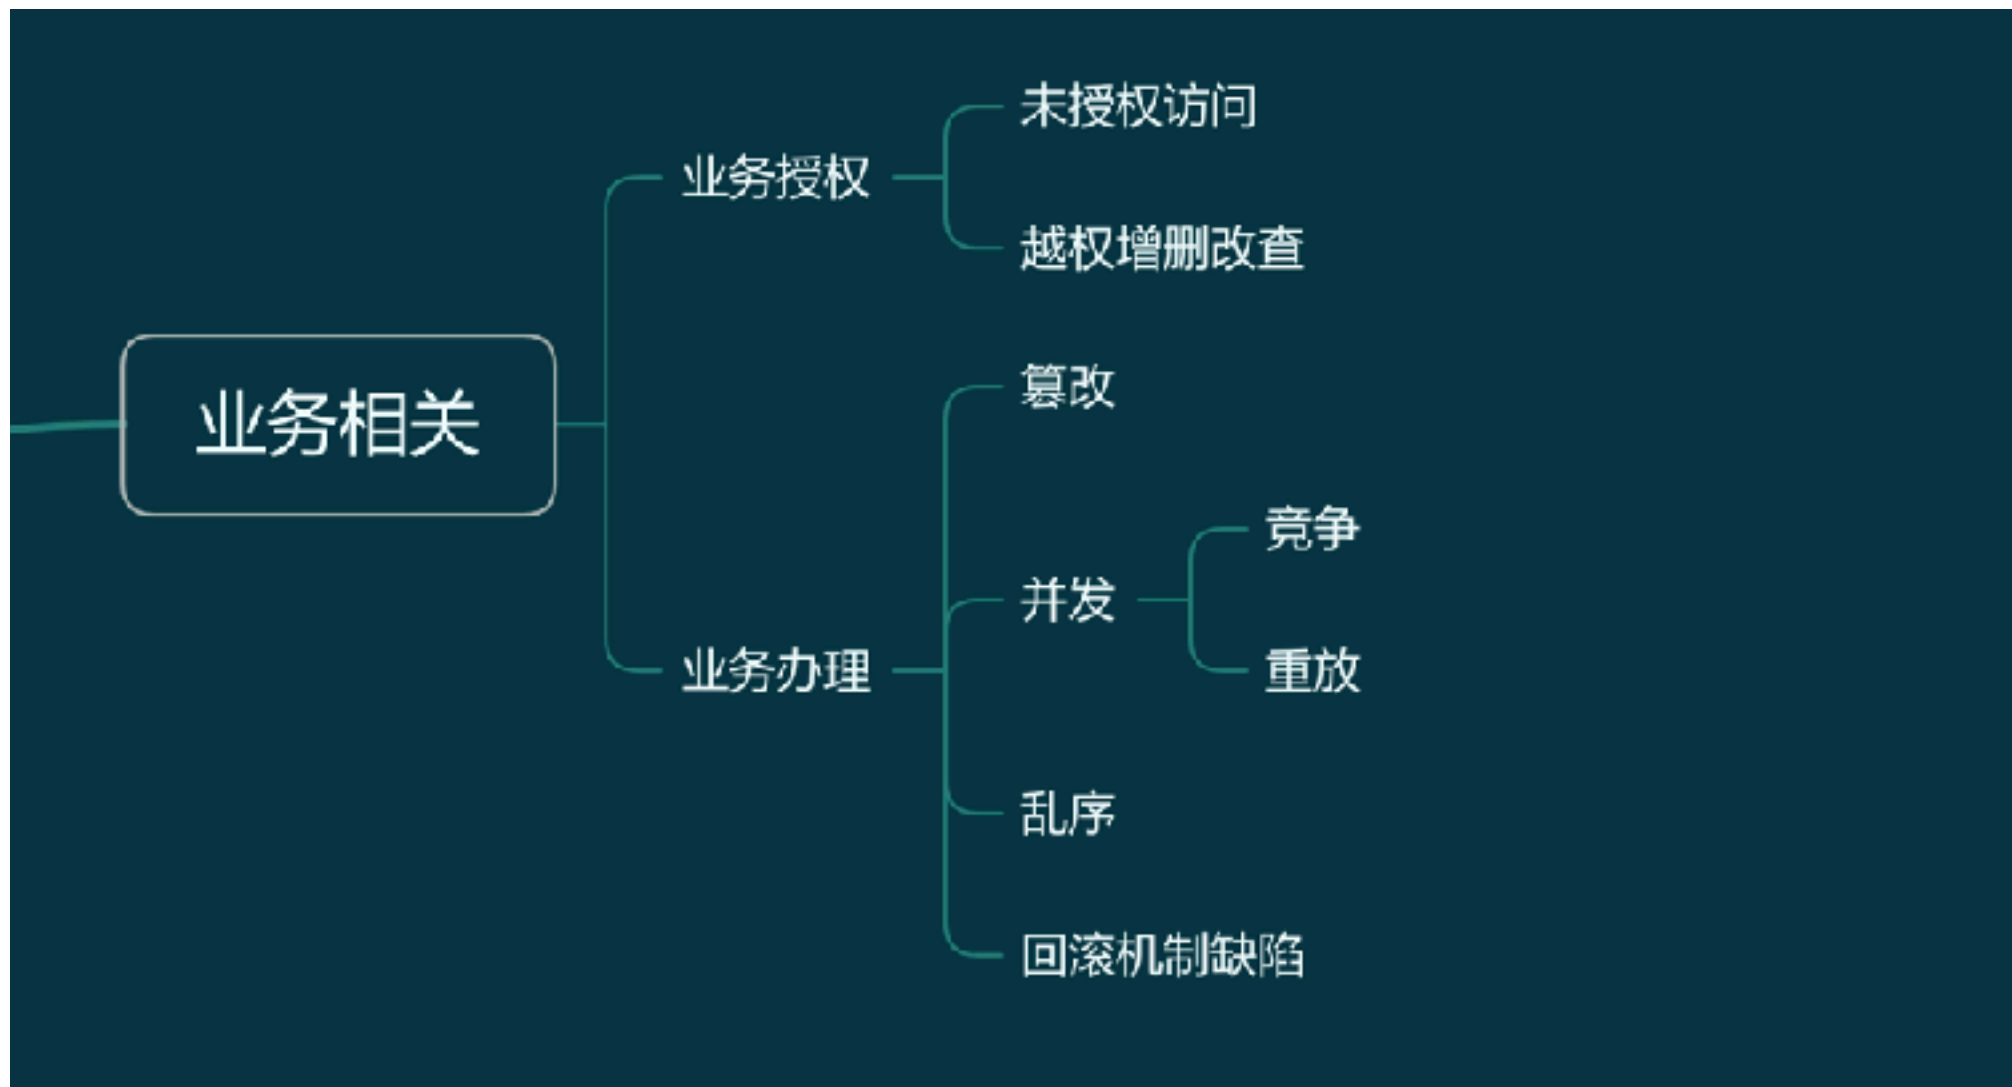 业务相关
业务授权
未授权访问
越权增删改查
业务办理
篡改
并发
竞争
重放
乱序
回滚机制缺陷